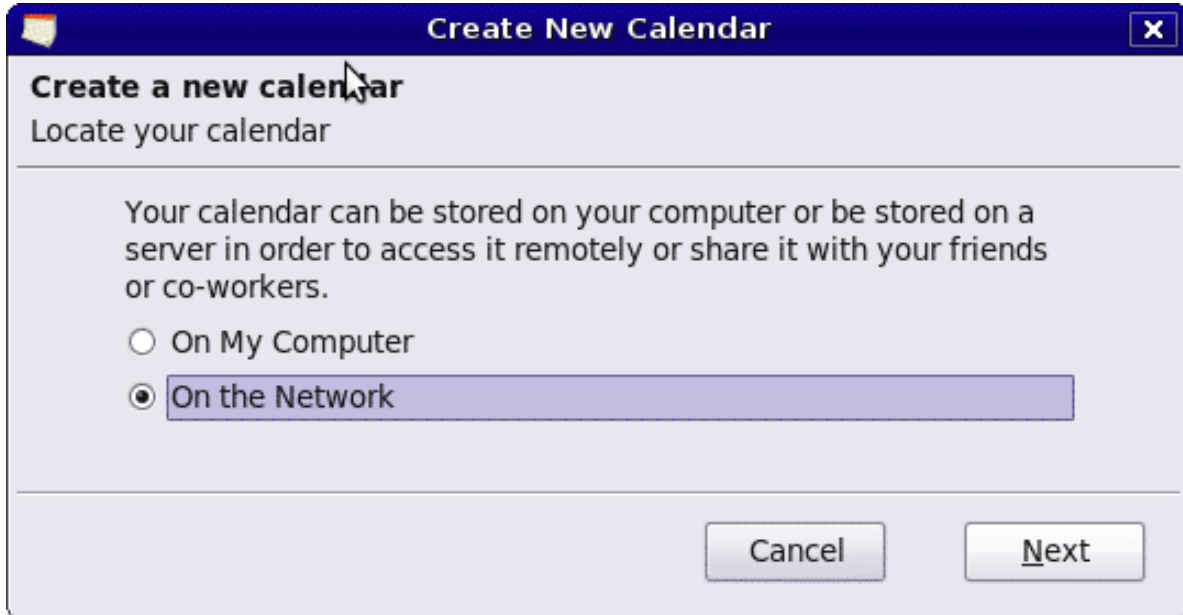 Create New Calendar
Create a new calendar
Locate your calendar
Your calendar can be stored on your computer or be stored on a
server in order to access it remotely or share it with your friends
or co-workers.
On My Computer
On the Network
Cancel
Next